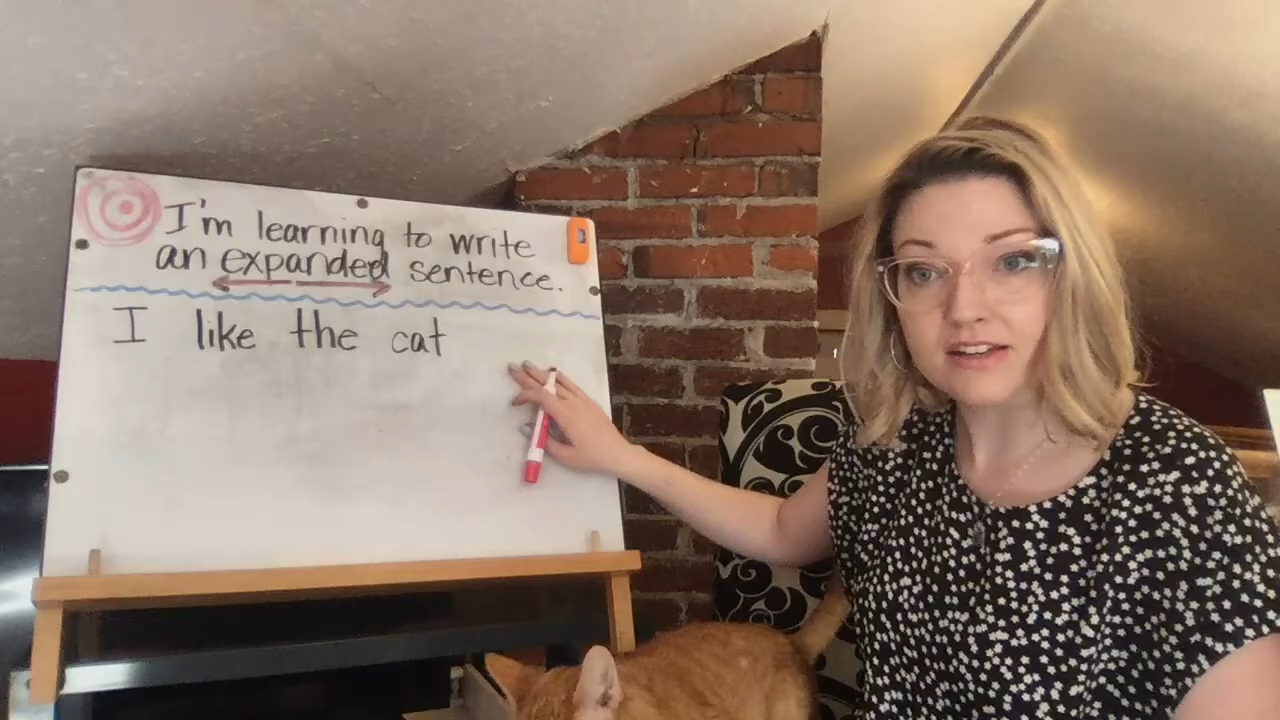 I'm learning to write
an expanded sentence.
I like the cat